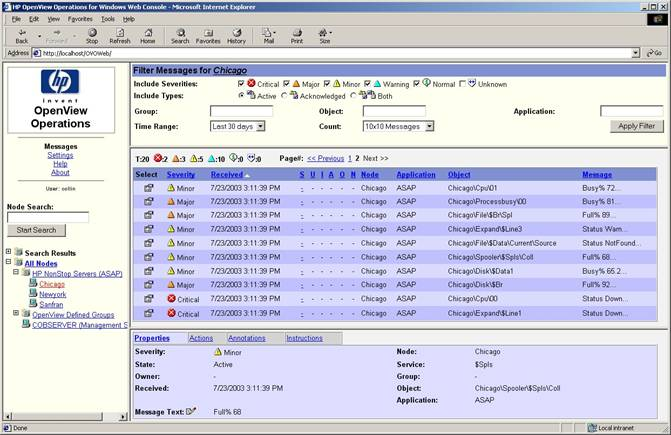 HP OpenView Operations for Windows Web Console - Microsoft Internet Explorer
File Edit View Favorites Tools Help
Back Forward Stop Refresh Home Search Favorites History Mail Print Size
Address http://localhost/OVOWeb/ Go
hp
invent
OpenView
Operations
Messages
Settings
Help
About
User: collin
Node Search:
Start Search
Search Results
All Nodes
HP NonStop Servers (ASAP)
Chicago
Newyork
Sanfran
OpenView Defined Groups
COBSERVER (Management S
Filter Messages for Chicago
Include Severities: Critical Major Minor Warning Normal Unknown
Include Types: Active Acknowledged Both
Group: Object: Application:
Time Range: Last 30 days Count: 10x10 Messages Apply Filter
T:20 :2 :3 :5 :10 :0 :0 Page#: << Previous 1 2 Next >>
Select Severity Received S U I A O N Node Application Object Message
Minor 7/23/2003 3:11:39 PM - - - - - - Chicago ASAP Chicago\Cpu\01 Busy% 72...
Major 7/23/2003 3:11:39 PM - - - - - - Chicago ASAP Chicago\Processbusy\00 Busy% 81...
Major 7/23/2003 3:11:39 PM - - - - - - Chicago ASAP Chicago\File\$Br\Spl Full% 89...
Minor 7/23/2003 3:11:39 PM - - - - - - Chicago ASAP Chicago\Expand\$Line3 Status Warn...
Minor 7/23/2003 3:11:39 PM - - - - - - Chicago ASAP Chicago\File\$Data\Current\Source Status NotFound...
Minor 7/23/2003 3:11:39 PM - - - - - - Chicago ASAP Chicago\Spooler\$Spls\Coll Full% 68...
Minor 7/23/2003 3:11:39 PM - - - - - - Chicago ASAP Chicago\Disk\$Data1 Busy% 65.2...
Major 7/23/2003 3:11:39 PM - - - - - - Chicago ASAP Chicago\Disk\$Br Full% 92...
Critical 7/23/2003 3:11:39 PM - - - - - - Chicago ASAP Chicago\Cpu\00 Status Down...
Critical 7/23/2003 3:11:39 PM - - - - - - Chicago ASAP Chicago\Expand\$Line1 Status Down...
Properties Actions Annotations Instructions
Severity: Minor Node: Chicago
State: Active Service: $Spls
Owner: - Group: -
Received: 7/23/2003 3:11:39 PM Object: Chicago\Spooler\$Spls\Coll
Application: ASAP
Message Text: Full% 68
Done Local intranet